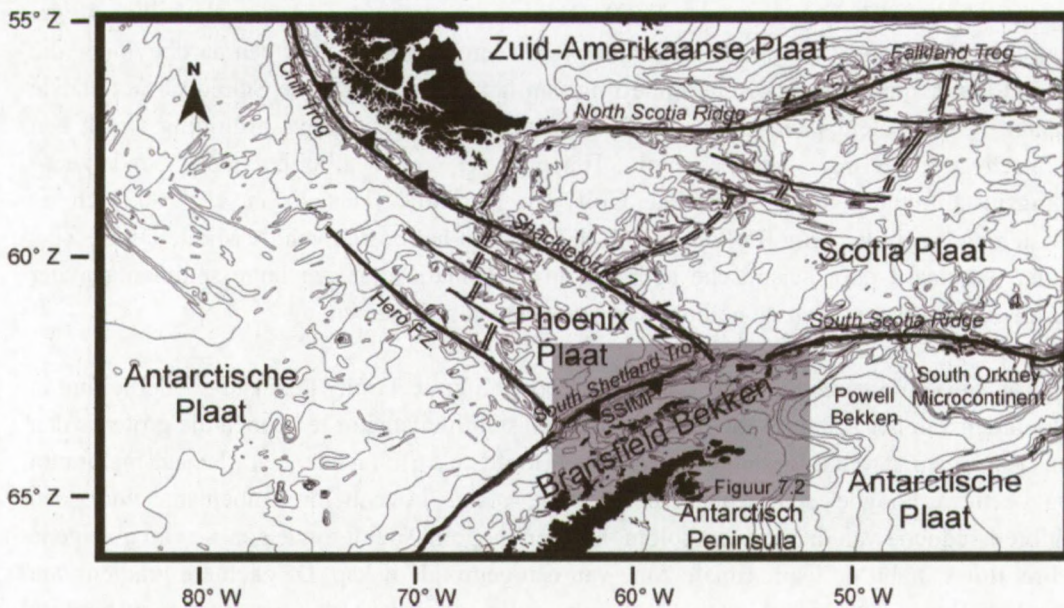 55° Z
Zuid-Amerikaanse Plaat
Falkland Trog
N
Chili Trog
North Scotia Ridge
60° Z
Shackleton
Scotia Plaat
Hero FZ
Phoenix
Plaat
South Scotia Ridge
Antarctische
Plaat
South Shetland Trog
SSIMP
Bransfield Bekken
South Orkney
Microcontinent
Powell
Bekken
65° Z
Figuur 7.2
Antarctisch
Peninsula
Antarctische
Plaat
80°W
70°W
60°W
50°W